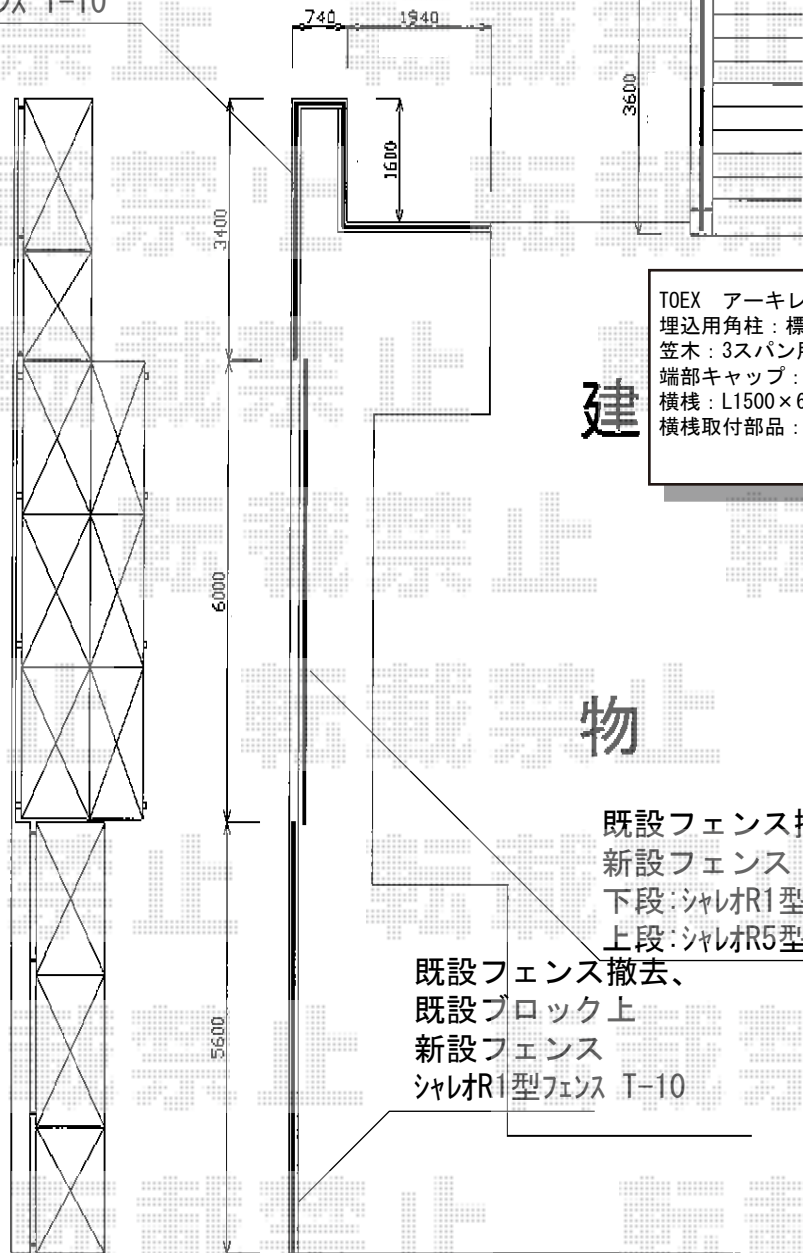 ンス T-10
740
1940
3600
1600
3400
TOEX アーキレ
埋込用角柱：標
笠木：3スパン用
端部キャップ：
横桟：L1500×6
横桟取付部品：
建
6000
物
既設フェンス
新設フェンス
下段：シャレオR1型
上段：シャレオR5型
既設フェンス撤去、
既設ブロック上
新設フェンス
シャレオR1型フェンス T-10
5600
転載禁止